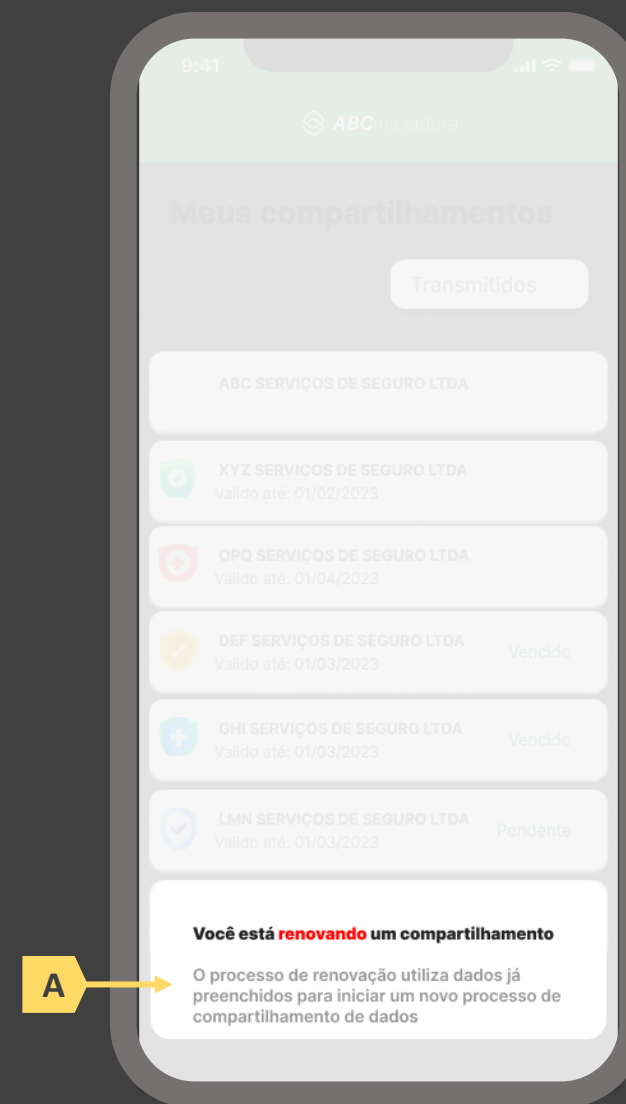 9:41
ABCiniciadora
Meus compartilhamentos
Transmitidos
ABC SERVIÇOS DE SEGURO LTDA
XYZ SERVIÇOS DE SEGURO LTDA
Valido até: 01/02/2023
OPQ SERVIÇOS DE SEGURO LTDA
Valido até: 01/04/2023
DEF SERVIÇOS DE SEGURO LTDA
Valido até: 01/03/2023
Vencido
GHI SERVIÇOS DE SEGURO LTDA
Valido até: 01/03/2023
Vencido
LMN SERVIÇOS DE SEGURO LTDA
Valido até: 01/03/2023
Pendente
Você está renovando um compartilhamento
A
O processo de renovação utiliza dados já
preenchidos para iniciar um novo processo de
compartilhamento de dados